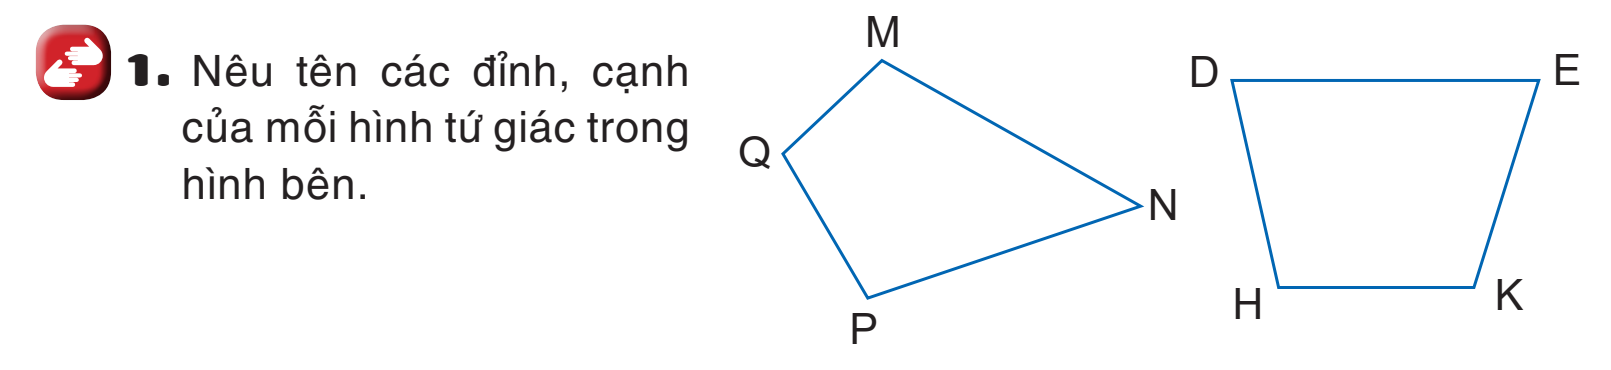 1. Nêu tên các đỉnh, cạnh
của mỗi hình tứ giác trong
hình bên.
M
Q
N
P
D
E
H
K